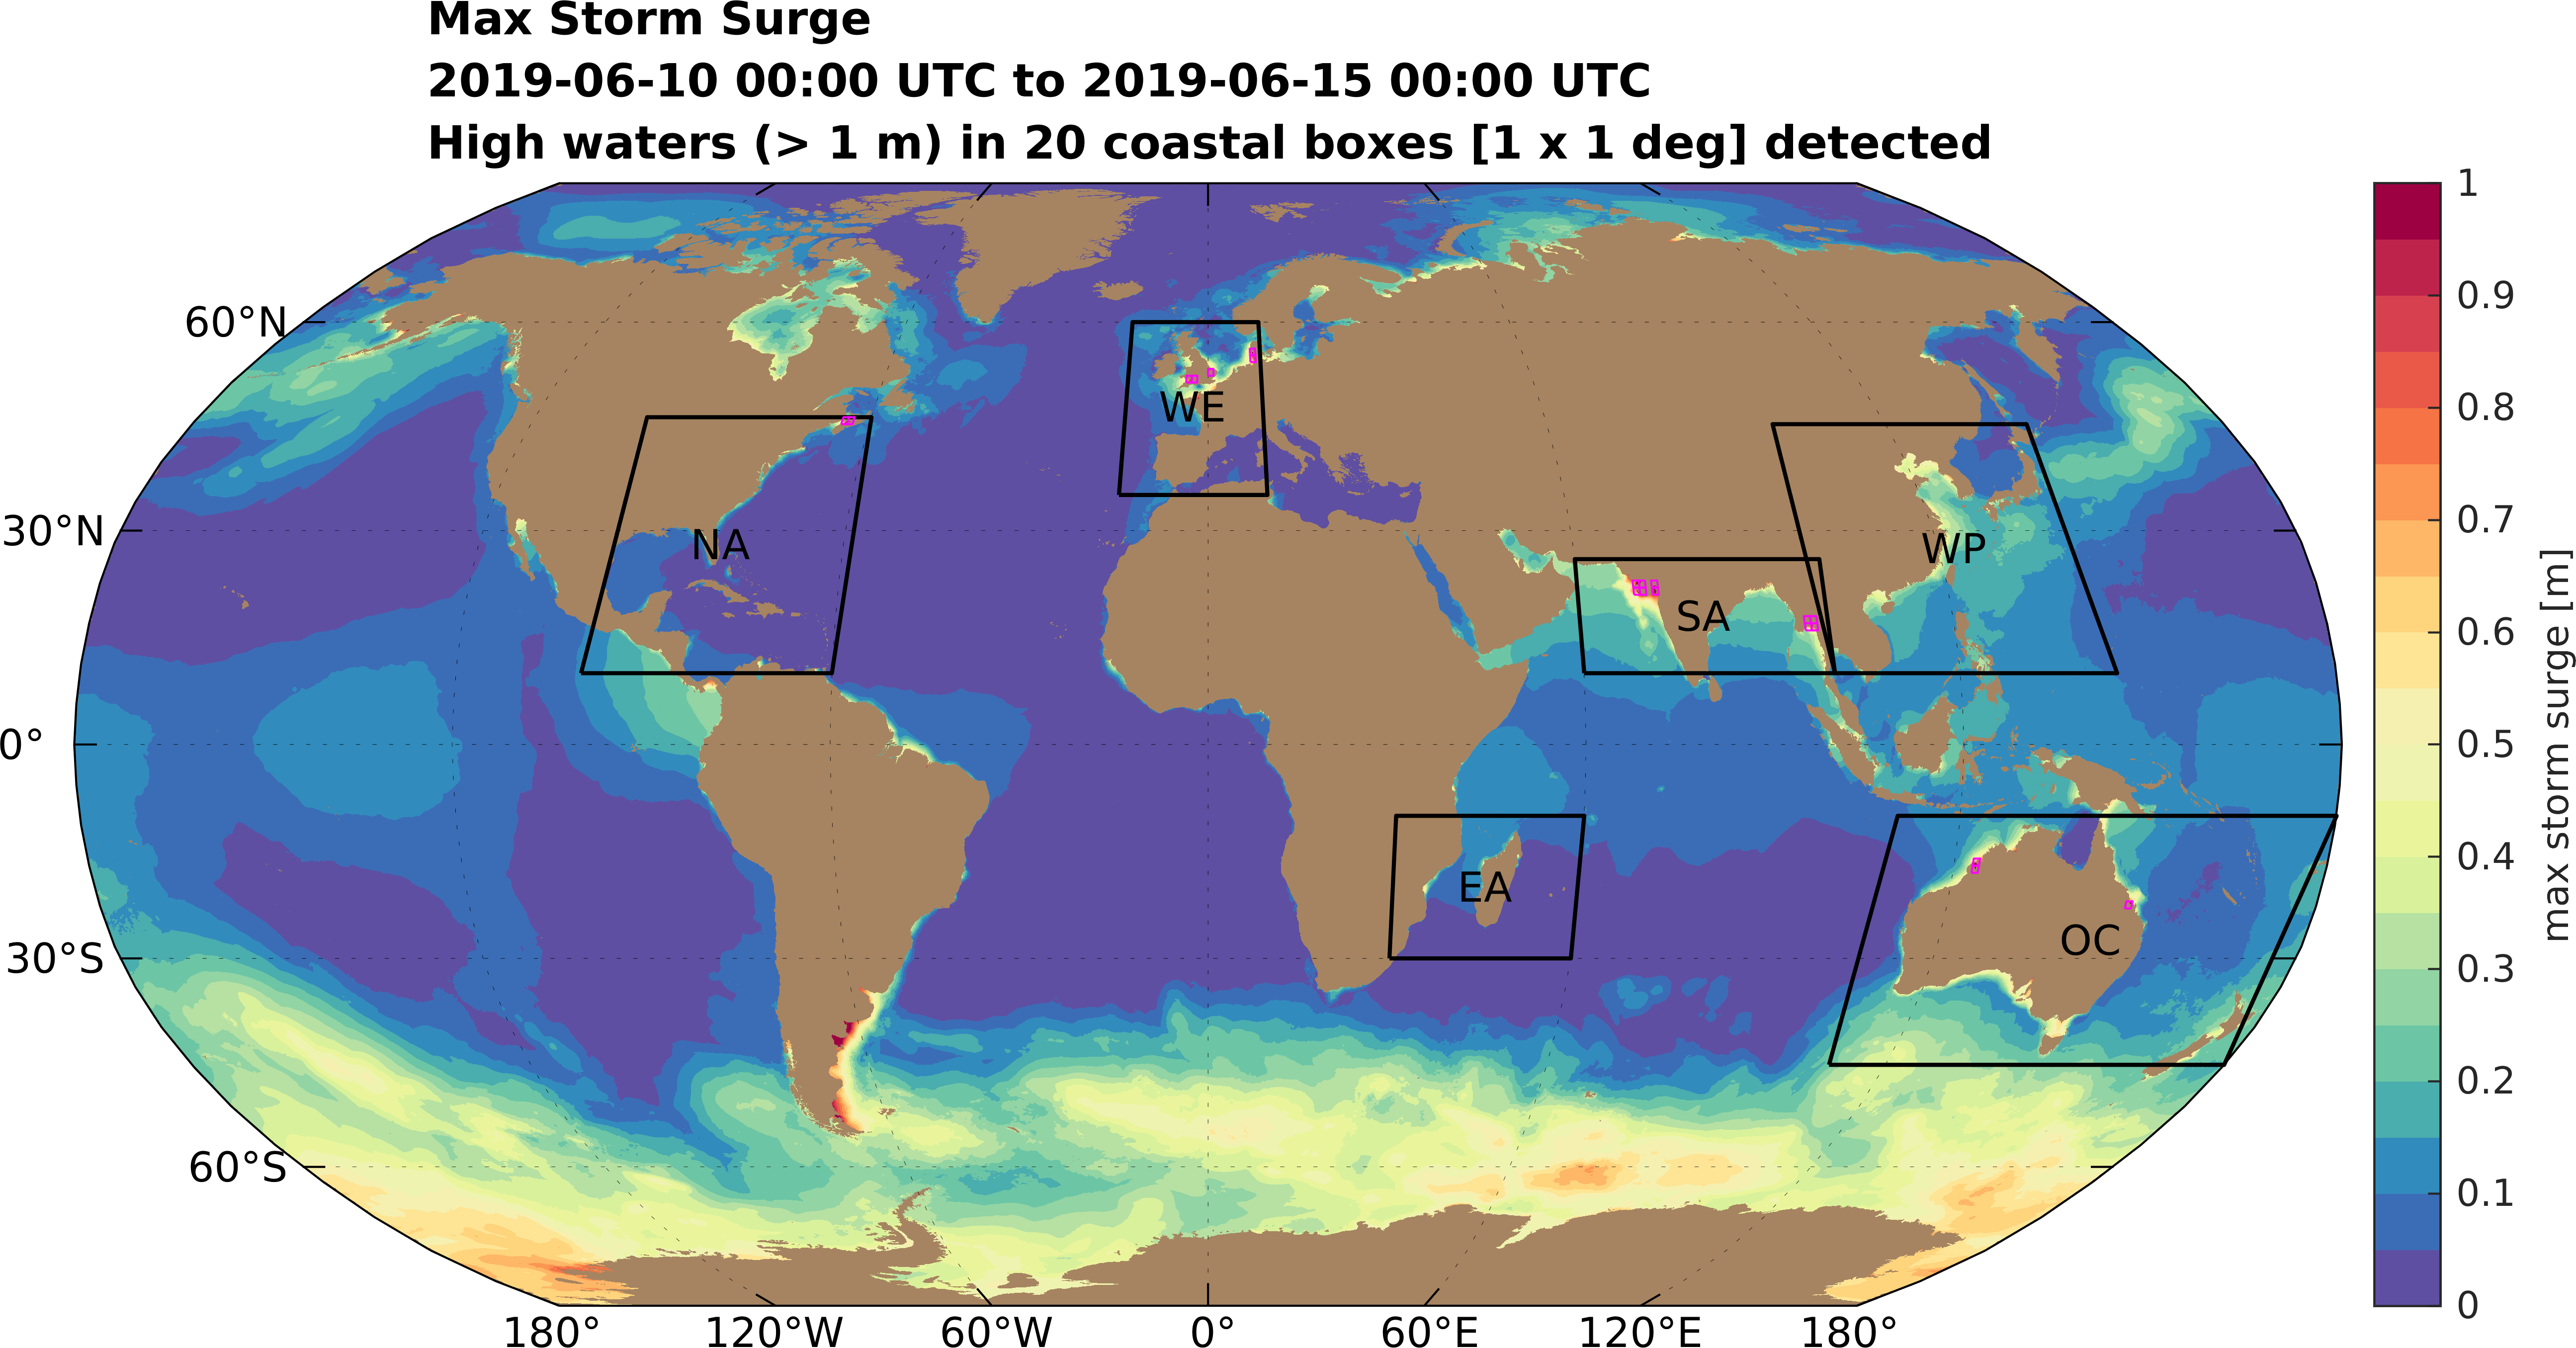 Max Storm Surge
2019-06-10 00:00 UTC to 2019-06-15 00:00 UTC
High waters (> 1 m) in 20 coastal boxes [1 x 1 deg] detected
60°N
30°N
0°
30°S
60°S
180°
120°W
60°W
0°
60°E
120°E
180°
NA
WE
SA
WP
EA
OC
1
0.9
0.8
0.7
0.6
0.5
0.4
0.3
0.2
0.1
0
max storm surge [m]